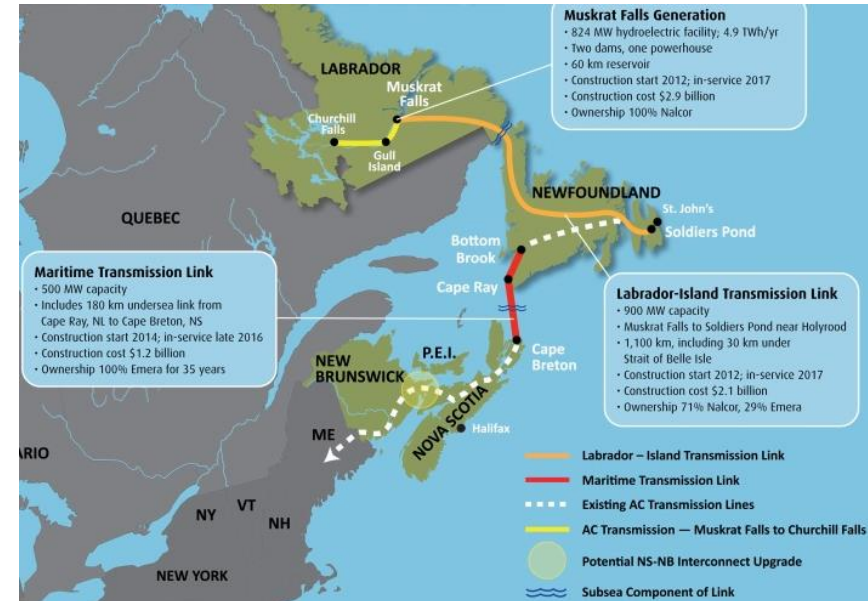 Muskrat Falls Generation
• 824 MW hydroelectric facility; 4.9 TWh/yr
• Two dams, one powerhouse
• 60 km reservoir
• Construction start 2012; in-service 2017
• Construction cost $2.9 billion
• Ownership 100% Nalcor
LABRADOR
Muskrat
Falls
Churchill
Falls
Gull
Island
QUEBEC
NEWFOUNDLAND
St. John's
Soldiers Pond
Bottom
Brook
Cape Ray
Maritime Transmission Link
• 500 MW capacity
• Includes 180 km undersea link from
Cape Ray, NL to Cape Breton, NS
• Construction start 2014; in-service late 2016
• Construction cost $1.2 billion
• Ownership 100% Emera for 35 years
Labrador-Island Transmission Link
• 900 MW capacity
• Muskrat Falls to Soldiers Pond near Holyrood
• 1,100 km, including 30 km under
Strait of Belle Isle
• Construction start 2012; in-service 2017
• Construction cost $2.1 billion
• Ownership 71% Nalcor, 29% Emera
P.E.I.
Cape
Breton
NEW
BRUNSWICK
NOVA SCOTIA
Halifax
ME
ARIO
VT
NY
NH
NEW YORK
Labrador – Island Transmission Link
Maritime Transmission Link
Existing AC Transmission Lines
AC Transmission — Muskrat Falls to Churchill Falls
Potential NS-NB Interconnect Upgrade
Subsea Component of Link